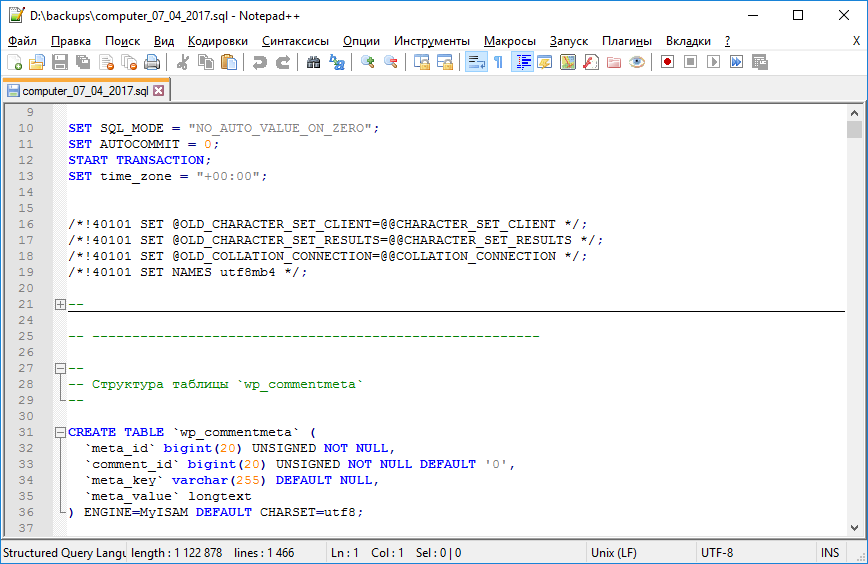 D:\backups\computer_07_04_2017.sql - Notepad++
Файл Правка Поиск Вид Кодировки Синтаксисы Опции Инструменты Макросы Запуск Плагины Вкладки ? X
computer_07_04_2017.sql
9
10 SET SQL_MODE = "NO_AUTO_VALUE_ON_ZERO";
11 SET AUTOCOMMIT = 0;
12 START TRANSACTION;
13 SET time_zone = "+00:00";
14
15
16 /*!40101 SET @OLD_CHARACTER_SET_CLIENT=@@CHARACTER_SET_CLIENT */;
17 /*!40101 SET @OLD_CHARACTER_SET_RESULTS=@@CHARACTER_SET_RESULTS */;
18 /*!40101 SET @OLD_COLLATION_CONNECTION=@@COLLATION_CONNECTION */;
19 /*!40101 SET NAMES utf8mb4 */;
20
21 --
24
25 -- --------------------------------------------------------
26
27 --
28 -- Структура таблицы `wp_commentmeta`
29 --
30
31 CREATE TABLE `wp_commentmeta` (
32 `meta_id` bigint(20) UNSIGNED NOT NULL,
33 `comment_id` bigint(20) UNSIGNED NOT NULL DEFAULT '0',
34 `meta_key` varchar(255) DEFAULT NULL,
35 `meta_value` longtext
36 ) ENGINE=MyISAM DEFAULT CHARSET=utf8;
37
Structured Query Langu length : 1 122 878 lines : 1 466 Ln : 1 Col : 1 Sel : 0 | 0 Unix (LF) UTF-8 INS